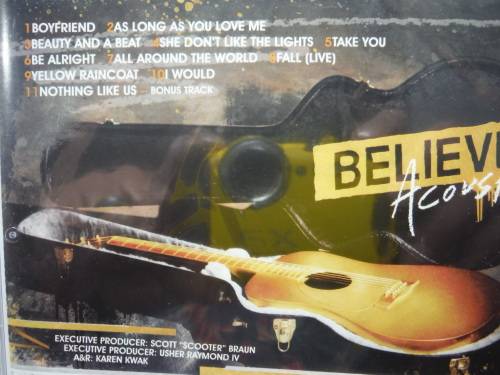 1BOYFRIEND 2AS LONG AS YOU LOVE ME
3BEAUTY AND A BEAT 4SHE DON'T LIKE THE LIGHTS 5TAKE YOU
6BE ALRIGHT 7ALL AROUND THE WORLD 8FALL (LIVE)
9YELLOW RAINCOAT 10I WOULD
11NOTHING LIKE US – BONUS TRACK
BELIEV
Acous
EXECUTIVE PRODUCER: SCOTT "SCOOTER" BRAUN
EXECUTIVE PRODUCER: USHER RAYMOND IV
A&R: KAREN KWAK